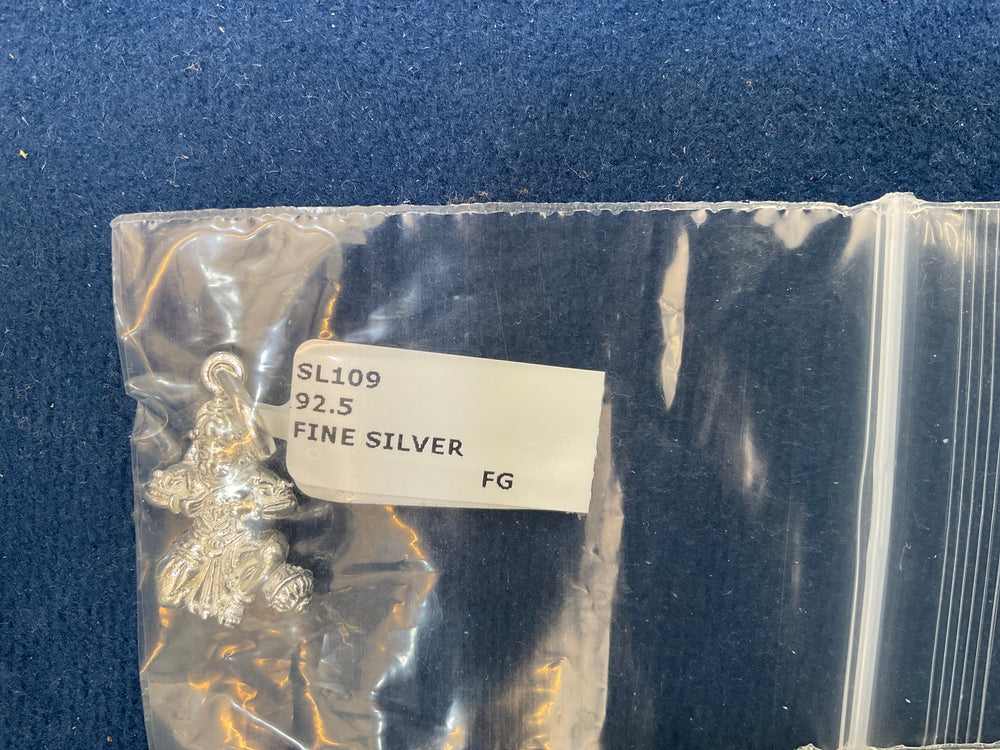 SL109
92.5
FINE SILVER
FG